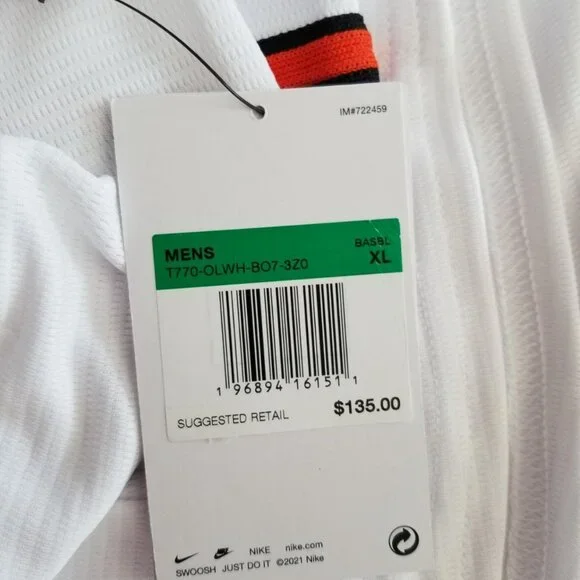 IM#722459
MENS BASBL
T770-OLWH-BO7-3Z0 XL
1 96894 16151 1
SUGGESTED RETAIL $135.00
NIKE nike.com
SWOOSH JUST DO IT ©2021 Nike